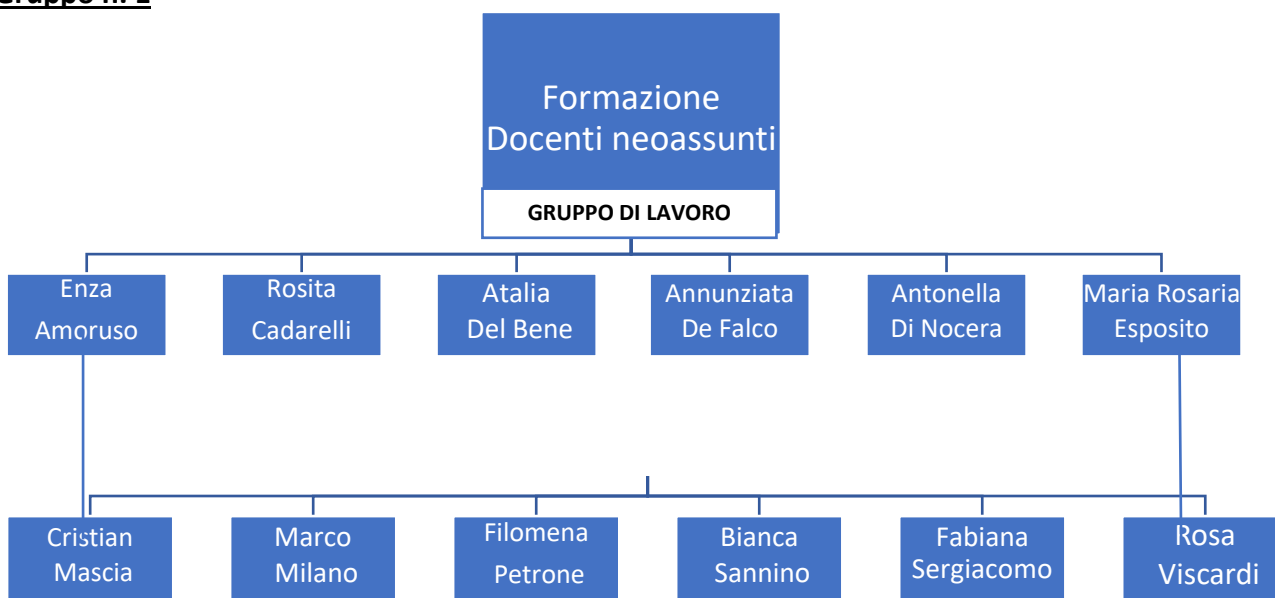 Formazione
Docenti neoassunti
GRUPPO DI LAVORO
Enza
Amoruso
Rosita
Cadarelli
Atalia
Del Bene
Annunziata
De Falco
Antonella
Di Nocera
Maria Rosaria
Esposito
Cristian
Mascia
Marco
Milano
Filomena
Petrone
Bianca
Sannino
Fabiana
Sergiacomo
Rosa
Viscardi